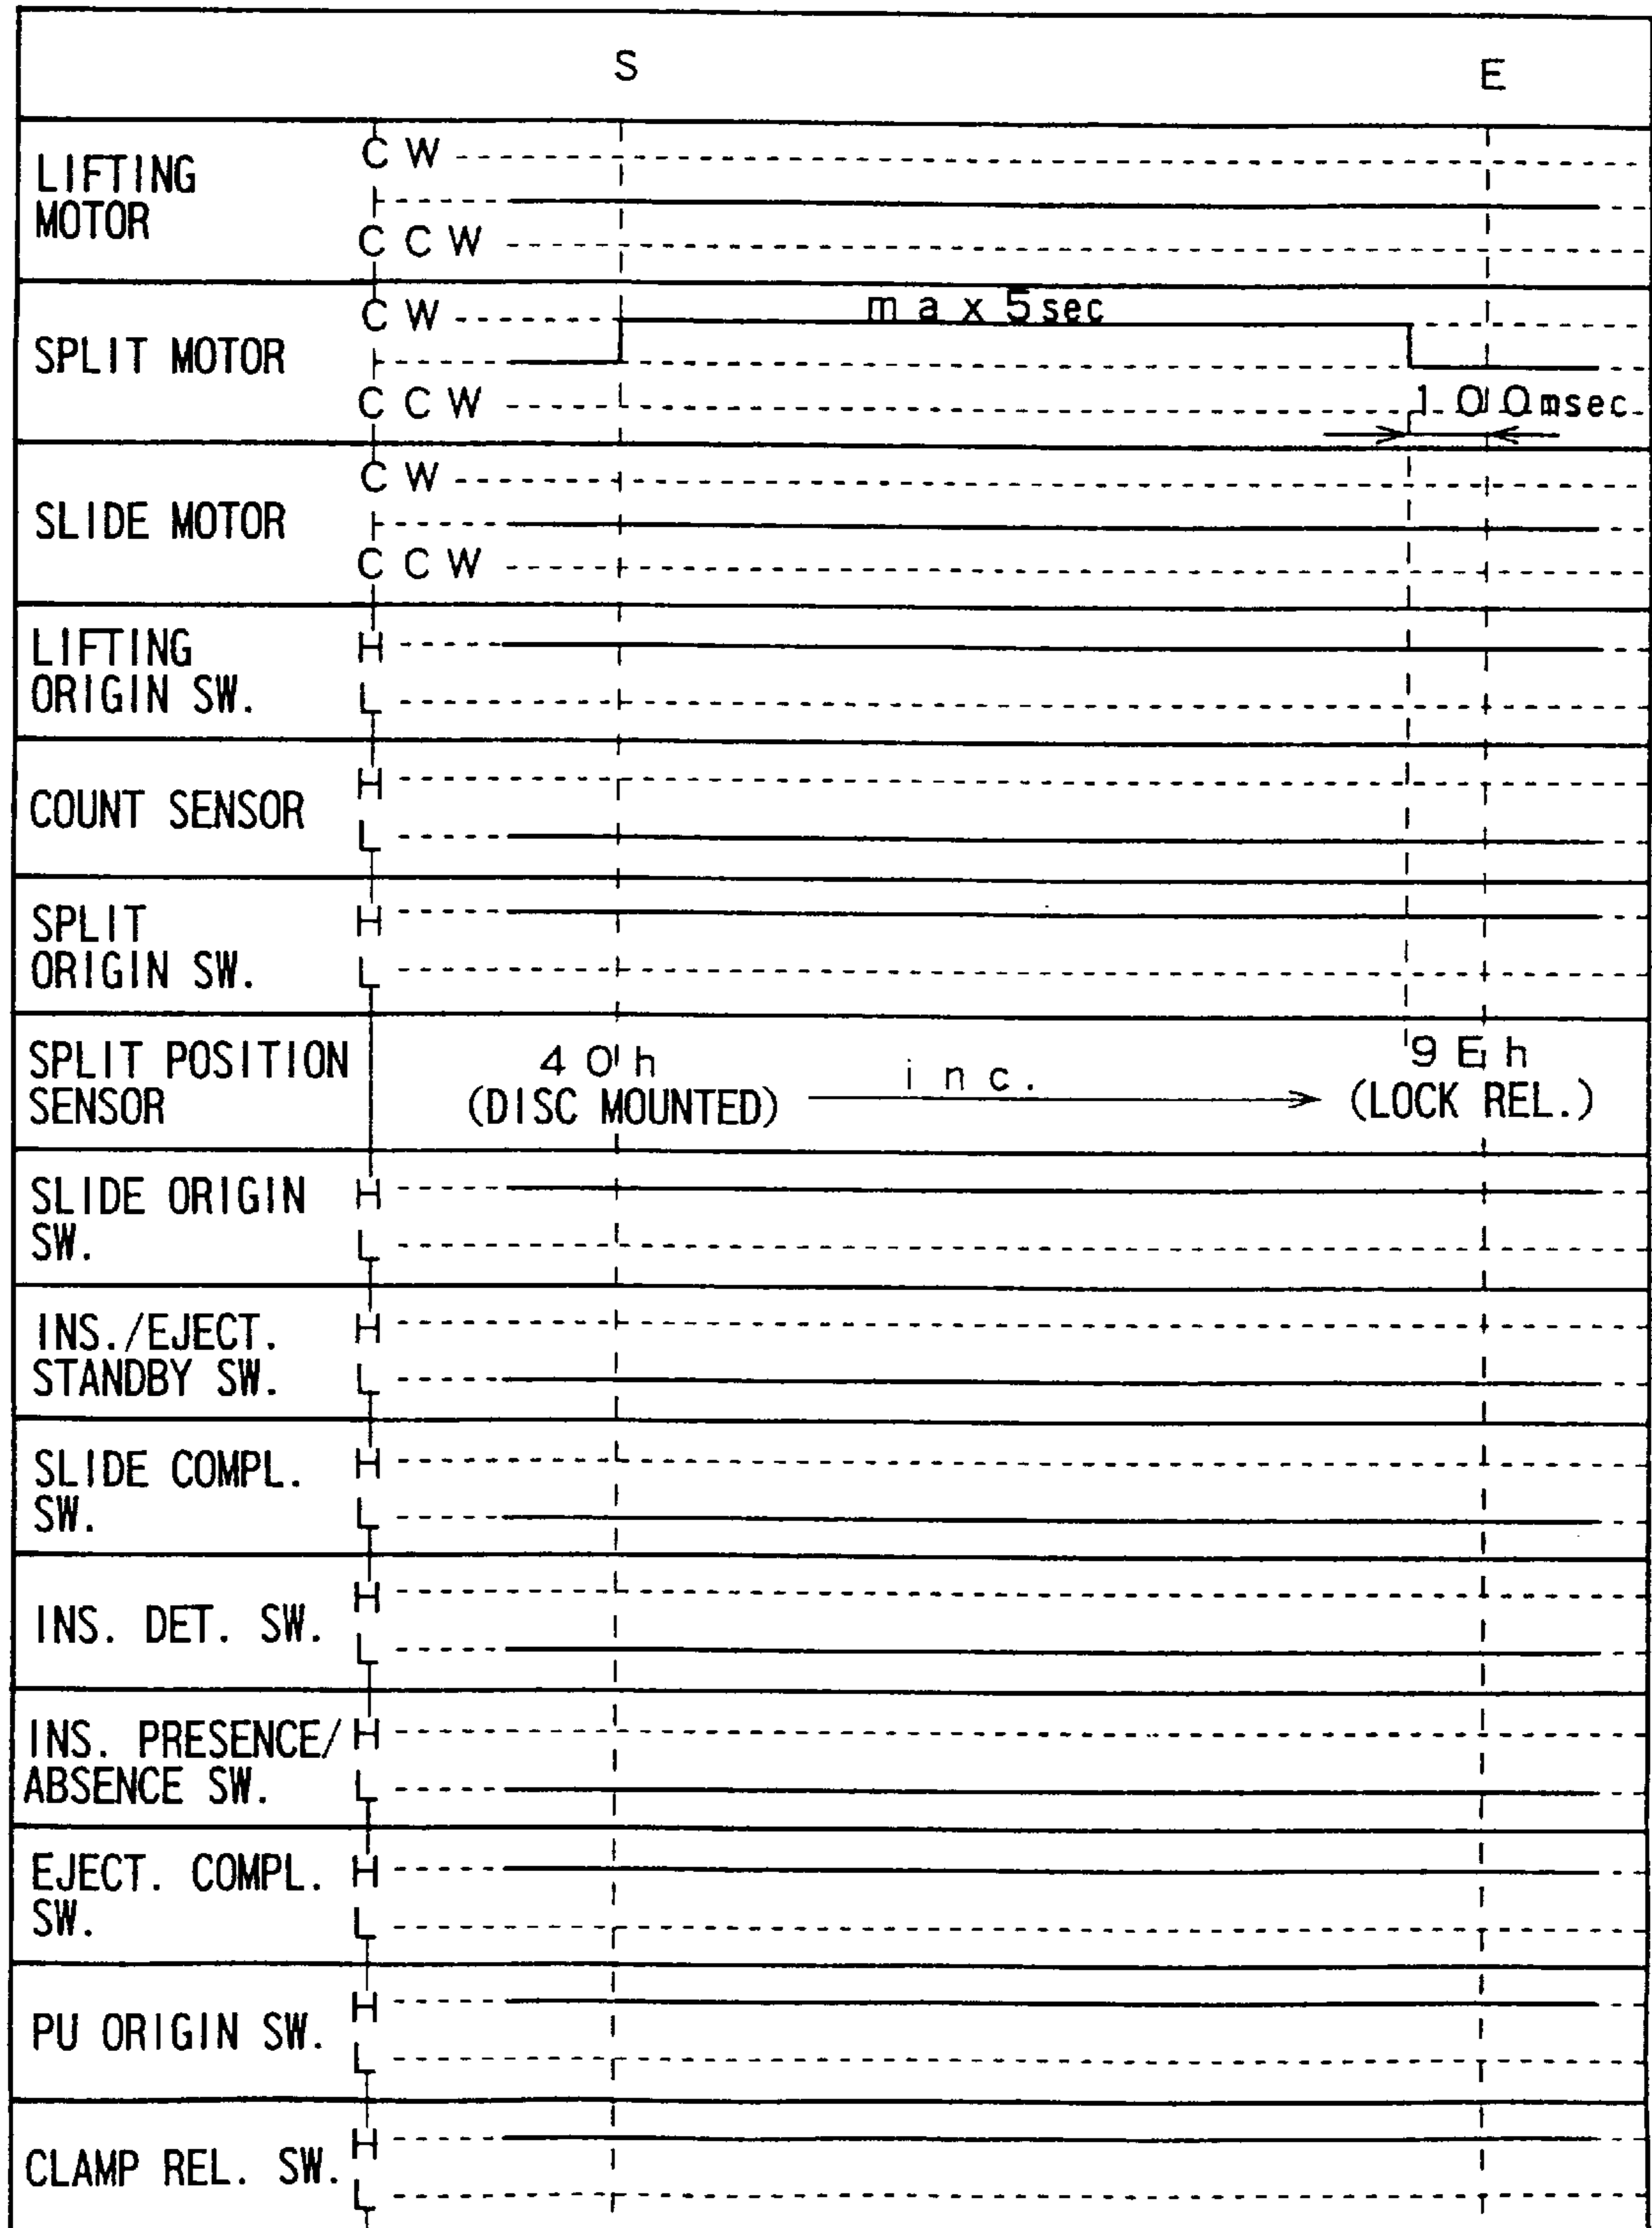 S E
LIFTING
MOTOR
CW
CCW
SPLIT MOTOR
CW
max 5sec
CCW
100msec
SLIDE MOTOR
CW
CCW
LIFTING
ORIGIN SW.
H
L
COUNT SENSOR
H
L
SPLIT
ORIGIN SW.
H
L
SPLIT POSITION
SENSOR
40h
(DISC MOUNTED)
inc.
9Eh
(LOCK REL.)
SLIDE ORIGIN
SW.
H
L
INS./EJECT.
STANDBY SW.
H
L
SLIDE COMPL.
SW.
H
L
INS. DET. SW.
H
L
INS. PRESENCE/
ABSENCE SW.
H
L
EJECT. COMPL.
SW.
H
L
PU ORIGIN SW.
H
L
CLAMP REL. SW.
H
L